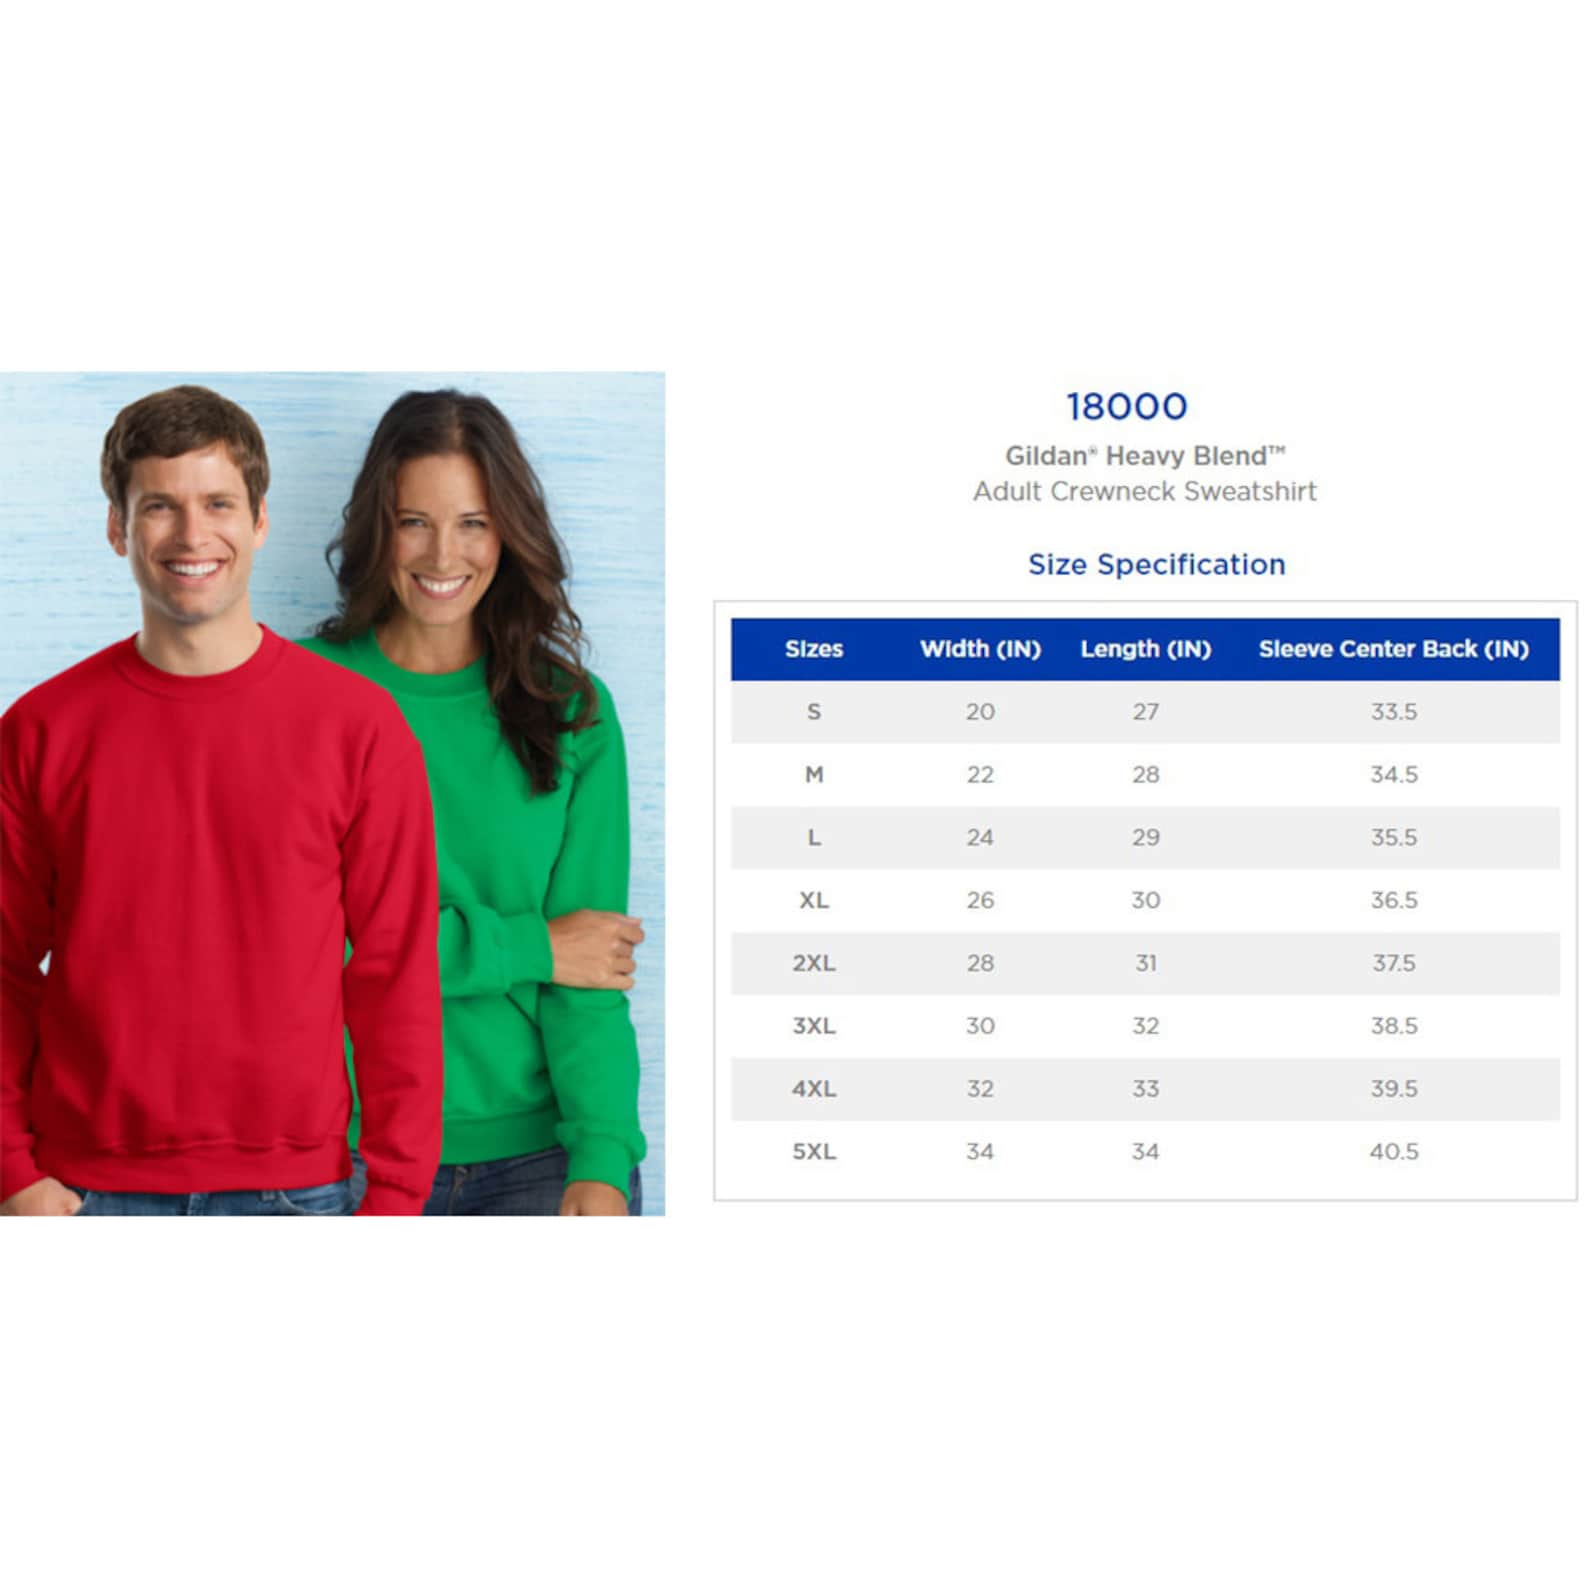 18000
Gildan® Heavy Blend™
Adult Crewneck Sweatshirt
Size Specification
Sizes Width (IN) Length (IN) Sleeve Center Back (IN)
S 20 27 33.5
M 22 28 34.5
L 24 29 35.5
XL 26 30 36.5
2XL 28 31 37.5
3XL 30 32 38.5
4XL 32 33 39.5
5XL 34 34 40.5